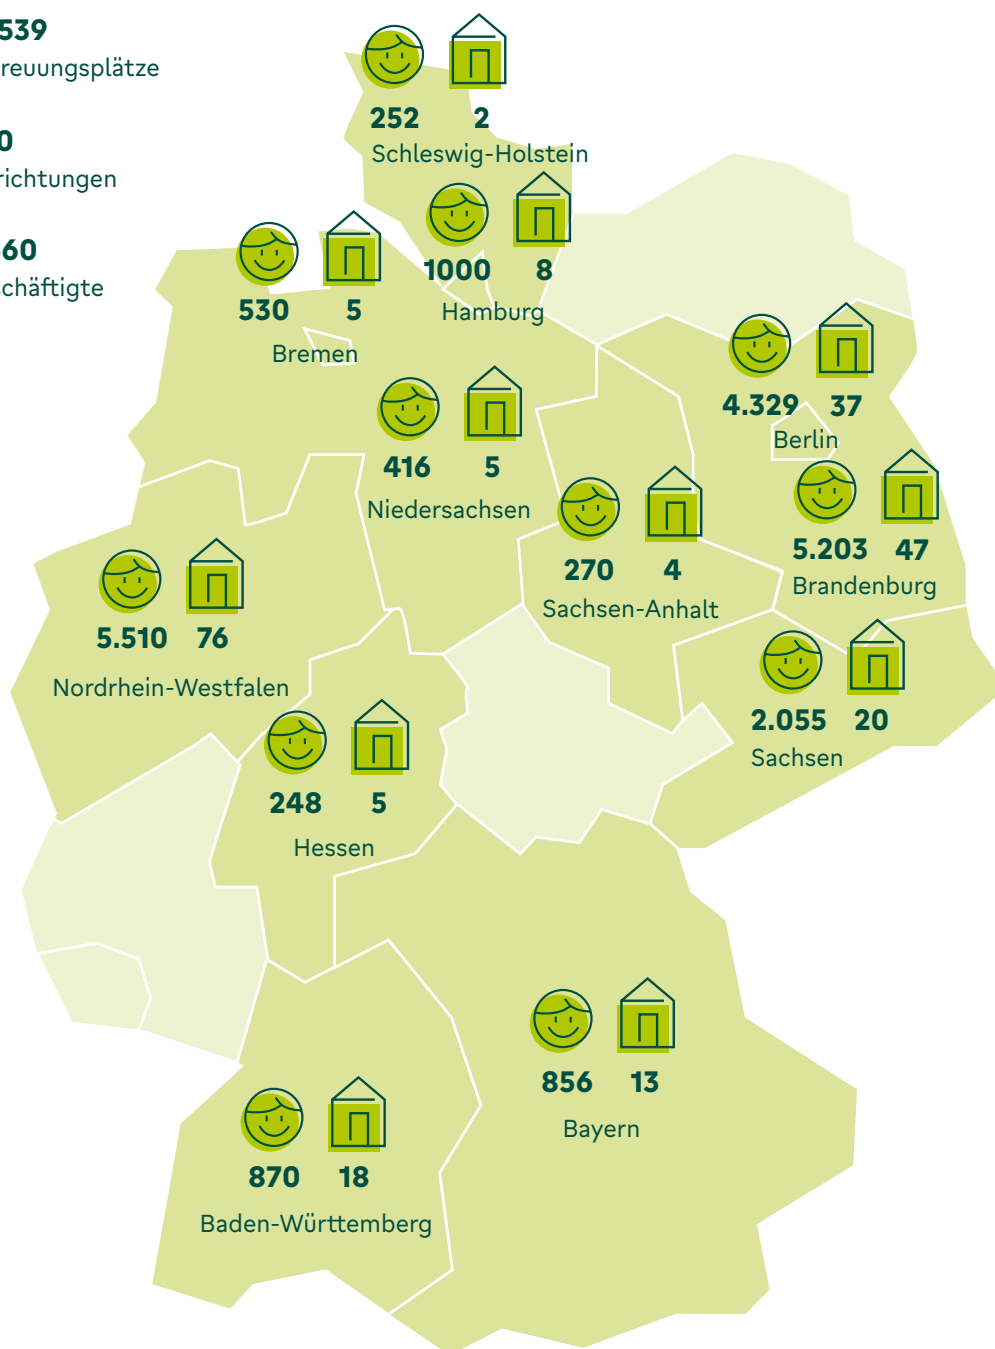 539
reuungsplätze
0
richtungen
60
chäftigte
252 2
Schleswig-Holstein
1000 8
Hamburg
530 5
Bremen
4.329 37
Berlin
416 5
Niedersachsen
5.203 47
Brandenburg
270 4
Sachsen-Anhalt
5.510 76
Nordrhein-Westfalen
2.055 20
Sachsen
248 5
Hessen
856 13
Bayern
870 18
Baden-Württemberg